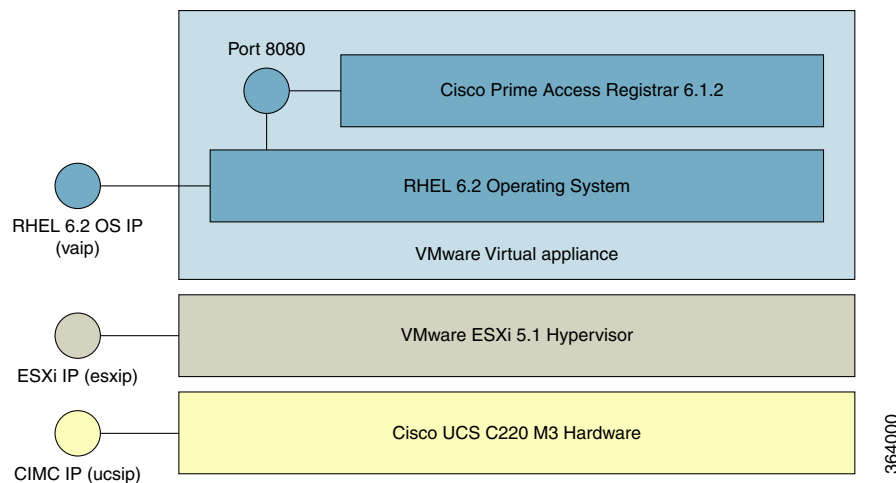 Port 8080
Cisco Prime Access Registrar 6.1.2
RHEL 6.2 Operating System
RHEL 6.2 OS IP
(vaip)
VMware Virtual appliance
VMware ESXi 5.1 Hypervisor
ESXi IP (esxip)
Cisco UCS C220 M3 Hardware
CIMC IP (ucsip)
364000